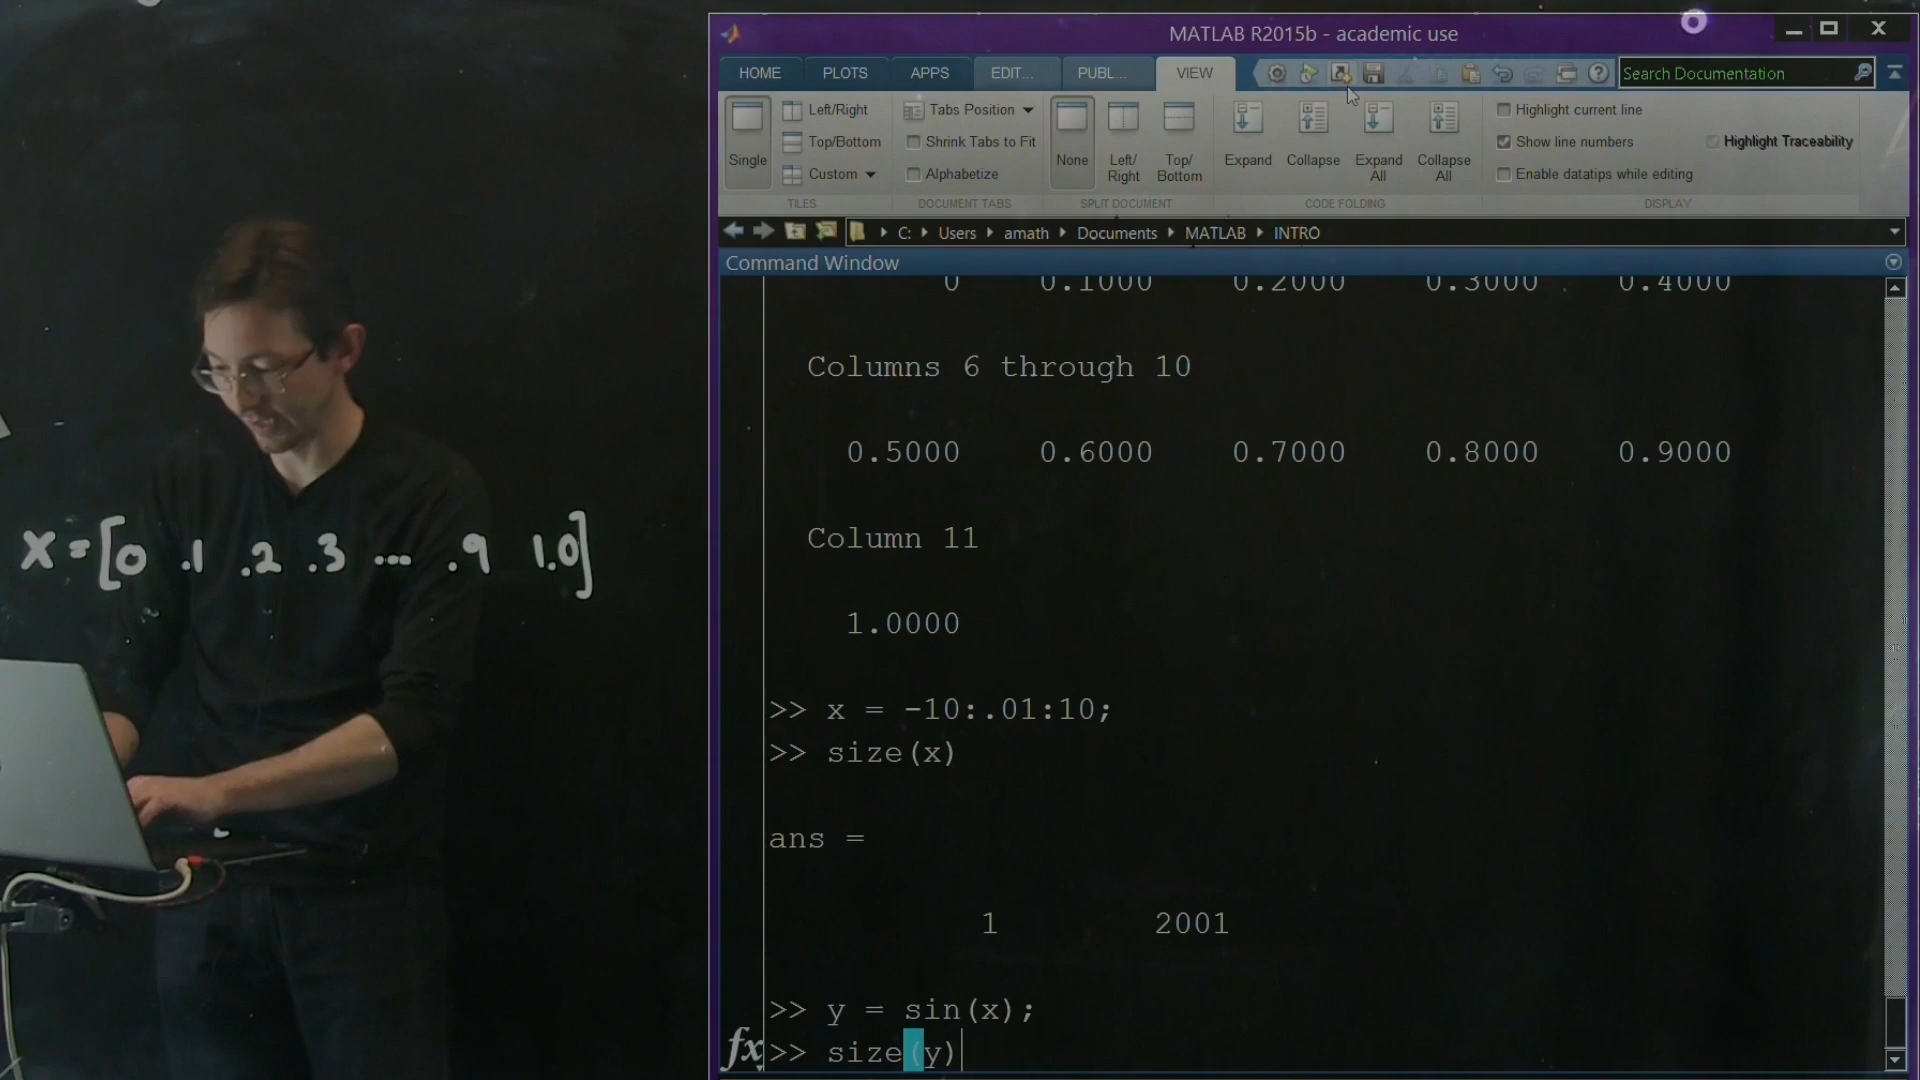 x = [0 .1 .2 .3 ... .9 1.0]
MATLAB R2015b - academic use
HOME PLOTS APPS EDIT... PUBL... VIEW Search Documentation
Single
Left/Right
Top/Bottom
Custom
TILES
Tabs Position
Shrink Tabs to Fit
Alphabetize
DOCUMENT TABS
None
Left/
Right
Top/
Bottom
SPLIT DOCUMENT
Expand
Collapse
Expand
All
Collapse
All
CODE FOLDING
Highlight current line
Show line numbers
Enable datatips while editing
Highlight Traceability
DISPLAY
C: Users amath Documents MATLAB INTRO
Command Window
0 0.1000 0.2000 0.3000 0.4000
Columns 6 through 10
0.5000 0.6000 0.7000 0.8000 0.9000
Column 11
1.0000
>> x = -10:.01:10;
>> size(x)
ans =
1 2001
>> y = sin(x);
fx >> size(y)